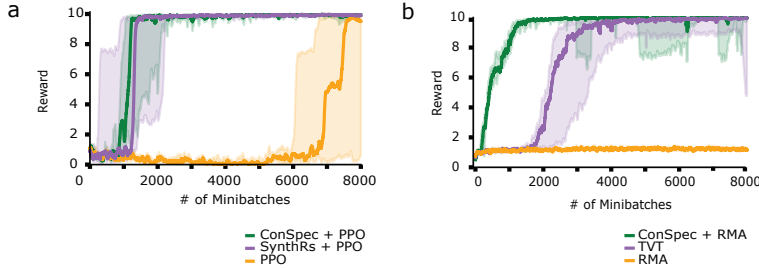 a
10
8
6
4
2
0
Reward
0
2000
4000
6000
8000
# of Minibatches
ConSpec + PPO
SynthRs + PPO
PPO
b
10
8
6
4
2
0
Reward
0
2000
4000
6000
8000
# of Minibatches
ConSpec + RMA
TVT
RMA